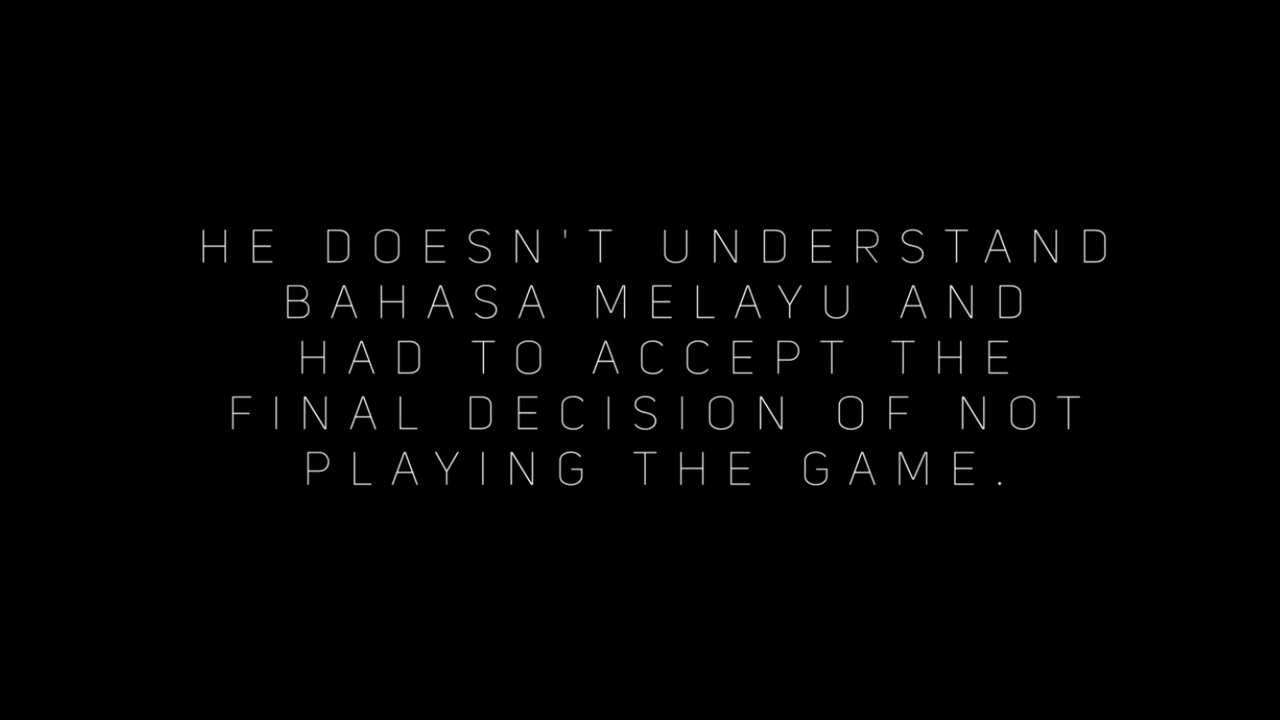 HE DOESN'T UNDERSTAND
BAHASA MELAYU AND
HAD TO ACCEPT THE
FINAL DECISION OF NOT
PLAYING THE GAME.